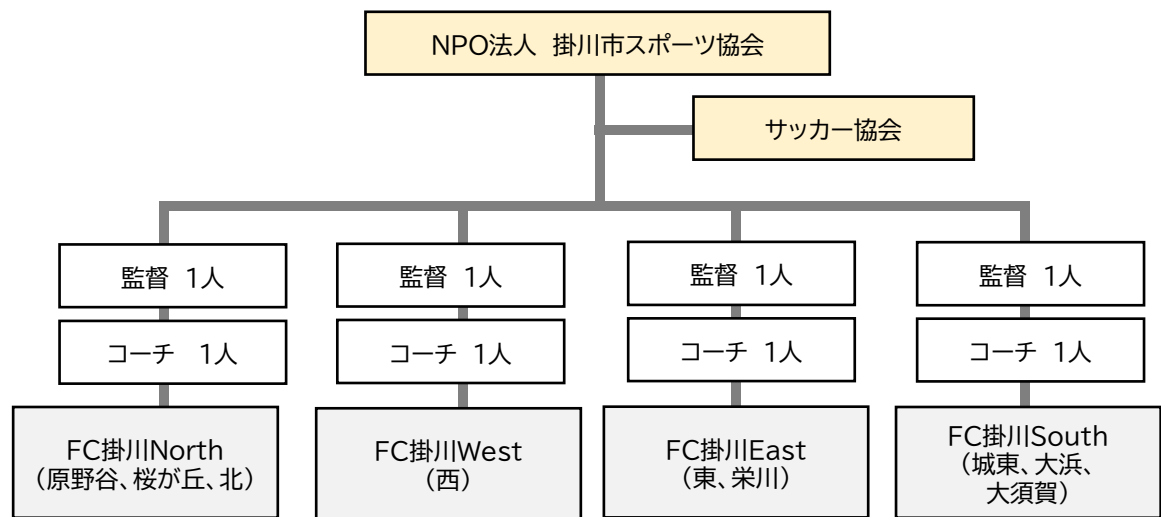 NPO法人 掛川市スポーツ協会
サッカー協会
監督 1人
監督 1人
監督 1人
監督 1人
コーチ 1人
コーチ 1人
コーチ 1人
コーチ 1人
FC掛川North
(原野谷、桜が丘、北)
FC掛川West
(西)
FC掛川East
(東、栄川)
FC掛川South
(城東、大浜、
大須賀)